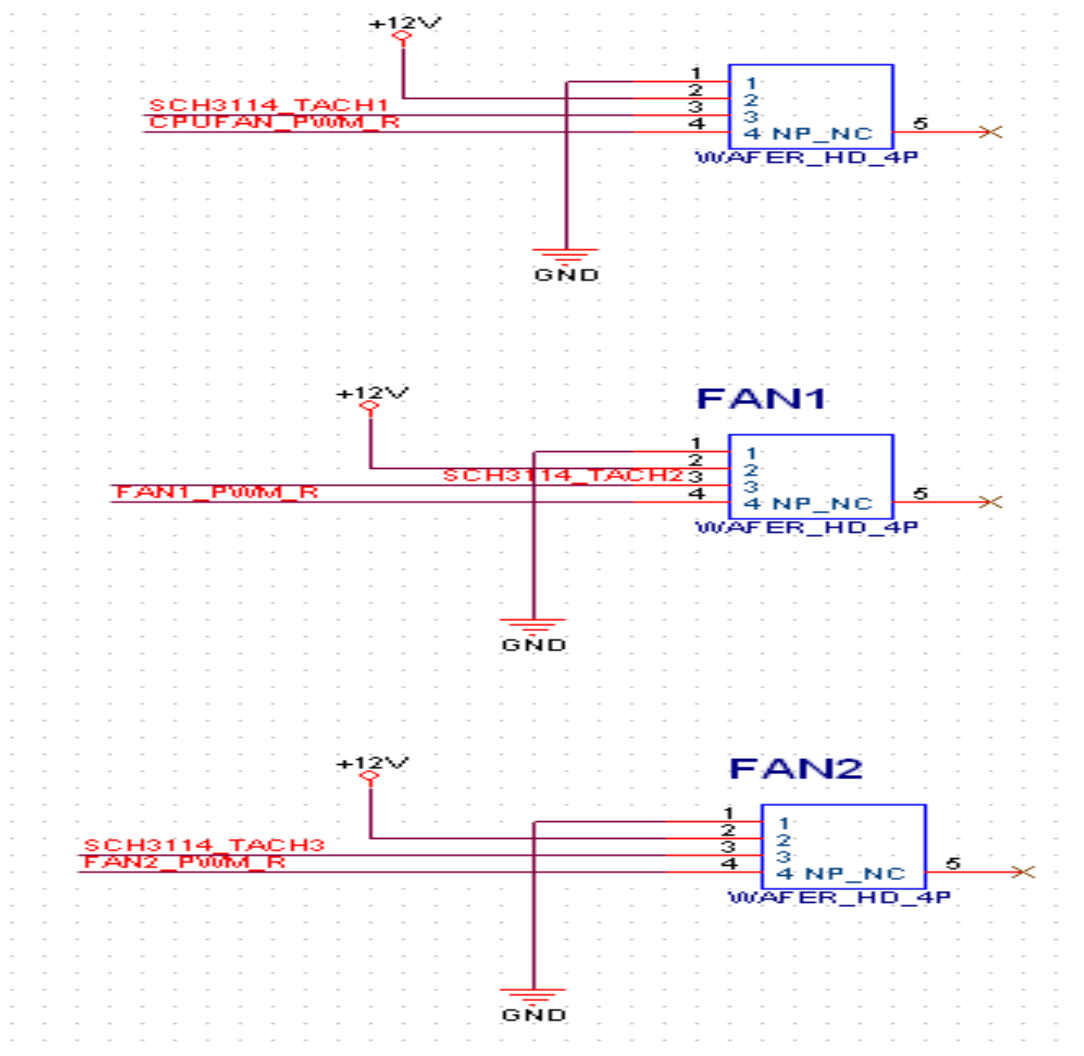 +12V
1
1
2
2
SCH3114_TACH1
3
3
CPUFAN_PWM_R
4
4 NP_NC
5
WAFER_HD_4P
GND
+12V
FAN1
1
1
2
2
SCH3114_TACH2
3
3
FAN1_PWM_R
4
4 NP_NC
5
WAFER_HD_4P
GND
+12V
FAN2
1
1
2
2
SCH3114_TACH3
3
3
FAN2_PWM_R
4
4 NP_NC
5
WAFER_HD_4P
GND